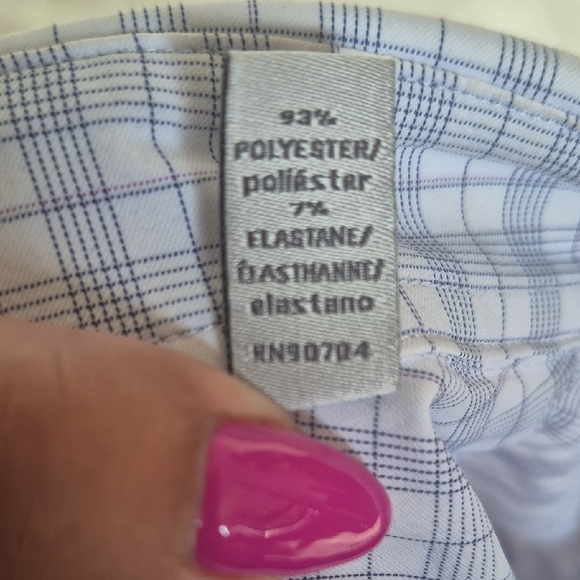 93%
POLYESTER/
poliéster
7%
ELASTANE/
ÉLASTHANNE/
elastano
RN90704